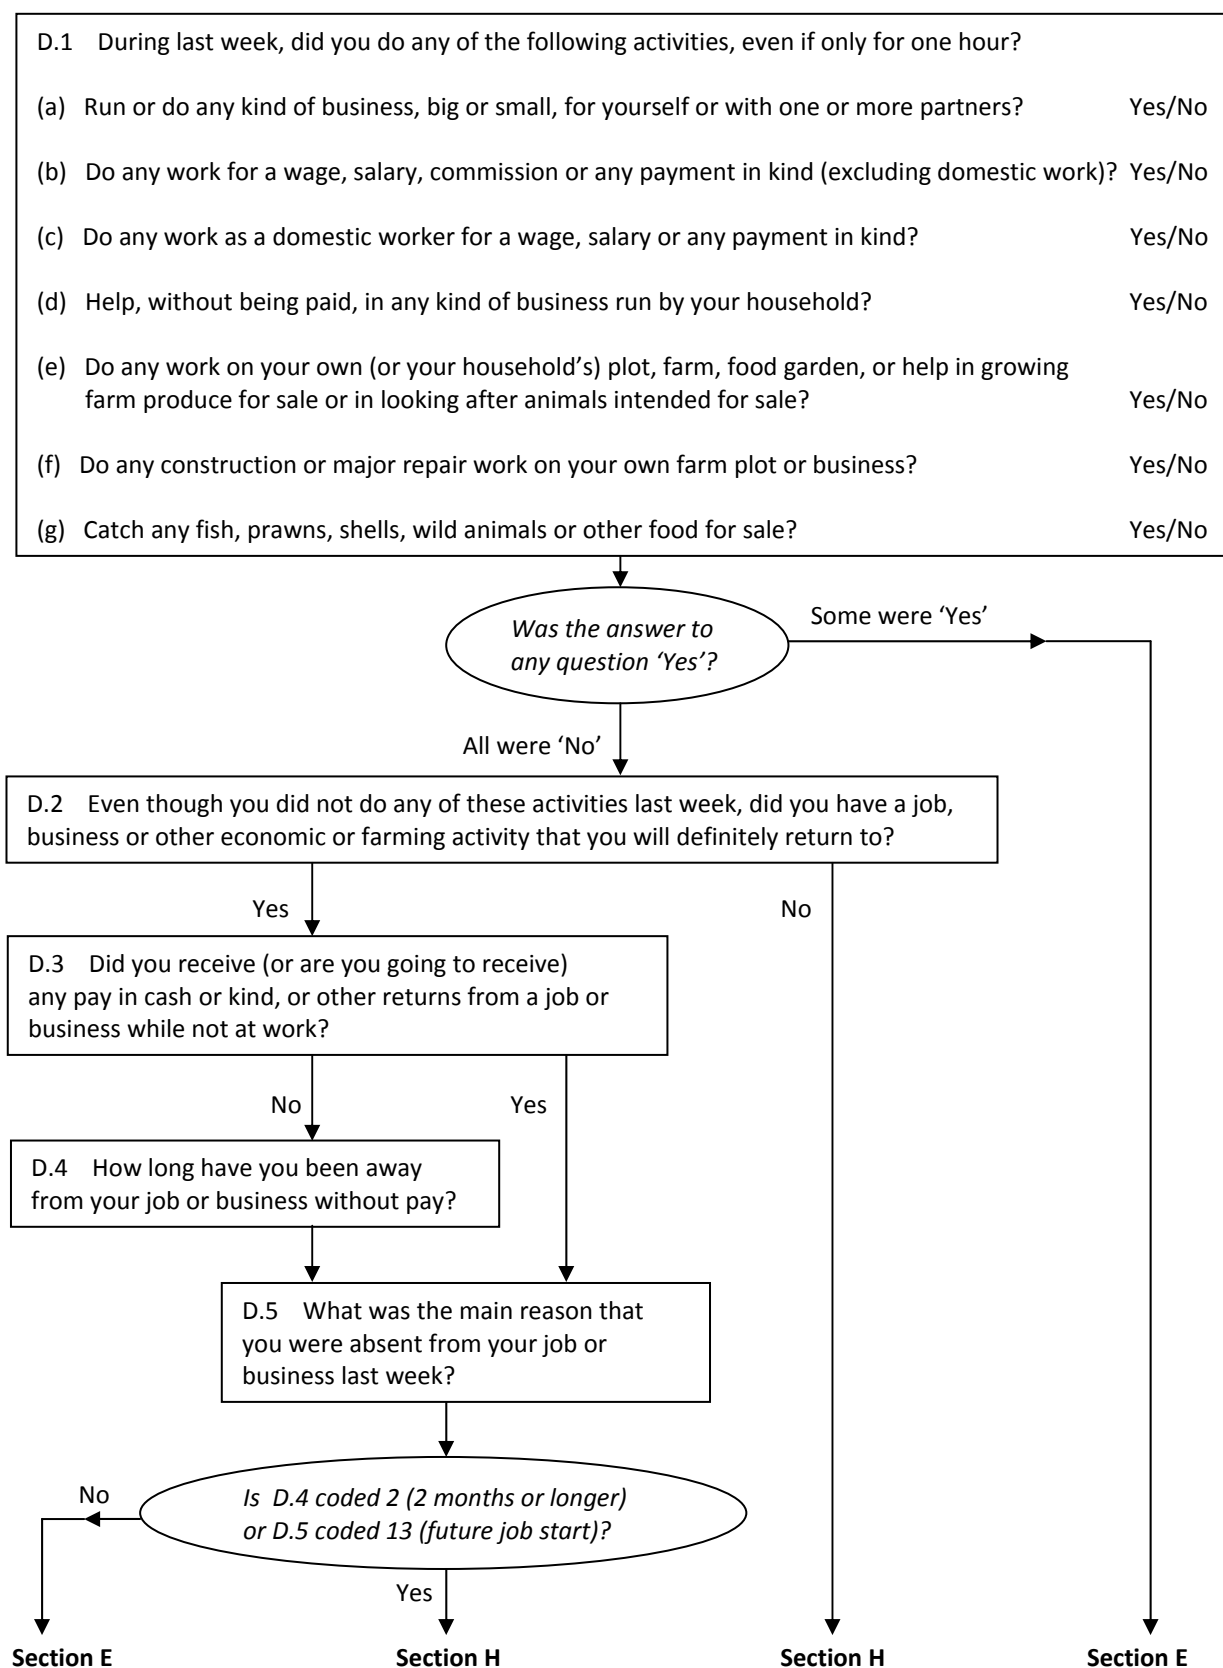 D.1 During last week, did you do any of the following activities, even if only for one hour?
(a) Run or do any kind of business, big or small, for yourself or with one or more partners? Yes/No
(b) Do any work for a wage, salary, commission or any payment in kind (excluding domestic work)? Yes/No
(c) Do any work as a domestic worker for a wage, salary or any payment in kind? Yes/No
(d) Help, without being paid, in any kind of business run by your household? Yes/No
(e) Do any work on your own (or your household’s) plot, farm, food garden, or help in growing
farm produce for sale or in looking after animals intended for sale? Yes/No
(f) Do any construction or major repair work on your own farm plot or business? Yes/No
(g) Catch any fish, prawns, shells, wild animals or other food for sale? Yes/No
Some were ‘Yes’
Was the answer to
any question ‘Yes’?
All were ‘No’
D.2 Even though you did not do any of these activities last week, did you have a job,
business or other economic or farming activity that you will definitely return to?
Yes No
D.3 Did you receive (or are you going to receive)
any pay in cash or kind, or other returns from a job or
business while not at work?
No Yes
D.4 How long have you been away
from your job or business without pay?
D.5 What was the main reason that
you were absent from your job or
business last week?
No
Is D.4 coded 2 (2 months or longer)
or D.5 coded 13 (future job start)?
Yes
Section E Section H Section H Section E